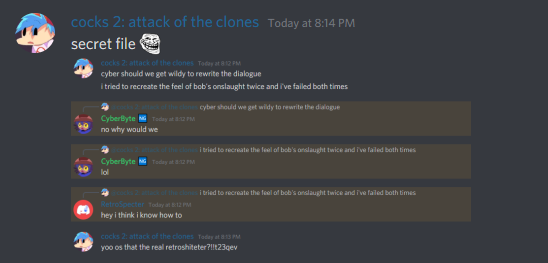 cocks 2: attack of the clones Today at 8:14 PM
secret file
cocks 2: attack of the clones Today at 8:12 PM
cyber should we get wildy to rewrite the dialogue
i tried to recreate the feel of bob's onslaught twice and i've failed both times
cyber should we get wildy to rewrite the dialogue
CyberByte NG Today at 8:12 PM
no why would we
i tried to recreate the feel of bob's onslaught twice and i've failed both times
CyberByte NG Today at 8:12 PM
lol
i tried to recreate the feel of bob's onslaught twice and i've failed both times
Today at 8:12 PM
hey i think i know how to
cocks 2: attack of the clones Today at 8:13 PM
yoo os that the real retroshiteter?!!t23qev